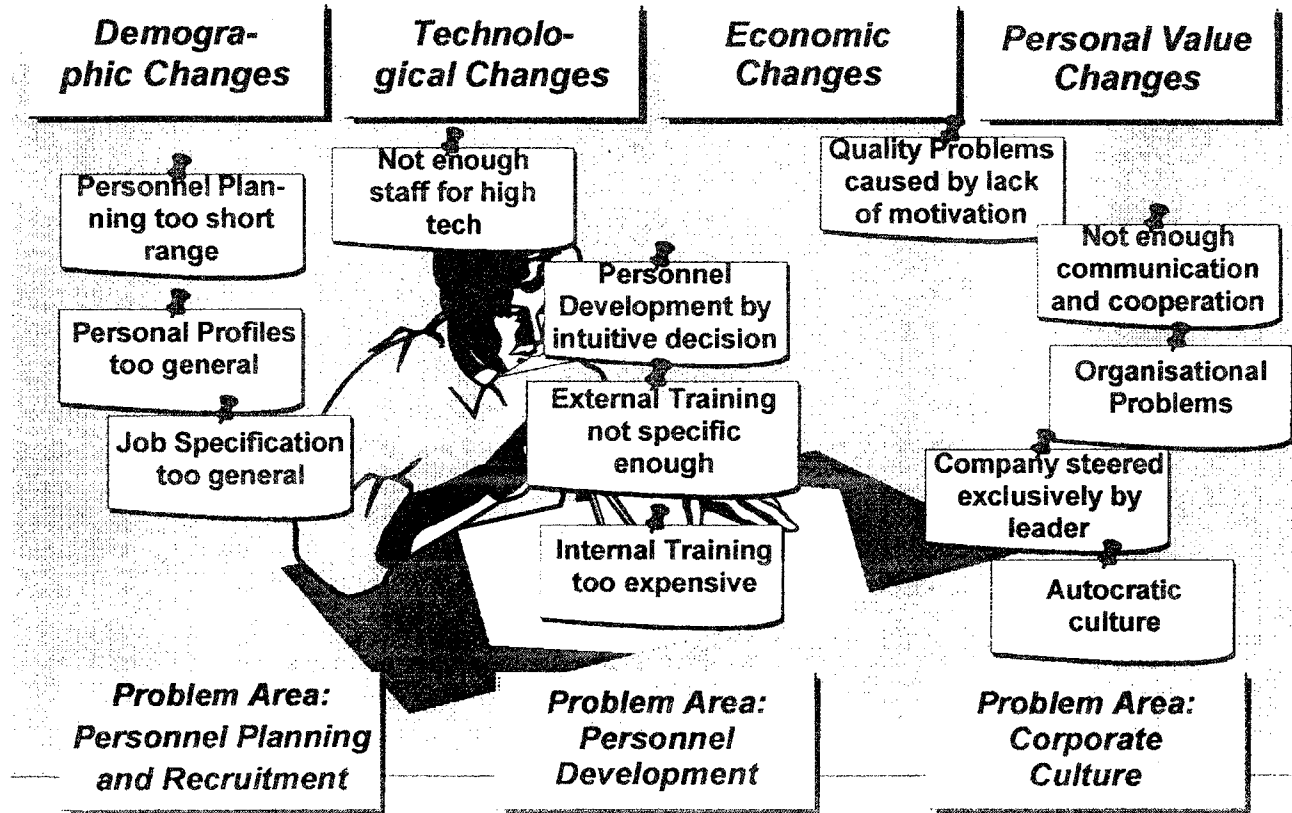 Demogra-
phic Changes
Technolo-
gical Changes
Economic
Changes
Personal Value
Changes
Personnel Plan-
ning too short
range
Personal Profiles
too general
Job Specification
too general
Not enough
staff for high
tech
Personnel
Development by
intuitive decision
External Training
not specific
enough
Internal Training
too expensive
Quality Problems
caused by lack
of motivation
Not enough
communication
and cooperation
Organisational
Problems
Company steered
exclusively by
leader
Autocratic
culture
Problem Area:
Personnel Planning
and Recruitment
Problem Area:
Personnel
Development
Problem Area:
Corporate
Culture